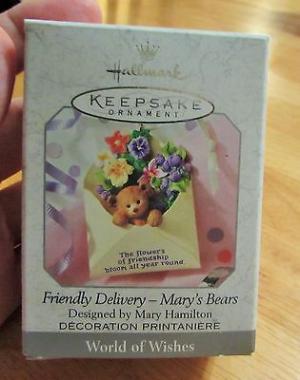 Hallmark
KEEPSAKE
ORNAMENT
The flowers
of friendship
bloom all year round.
Friendly Delivery – Mary's Bears
Designed by Mary Hamilton
DÉCORATION PRINTANIÈRE
World of Wishes